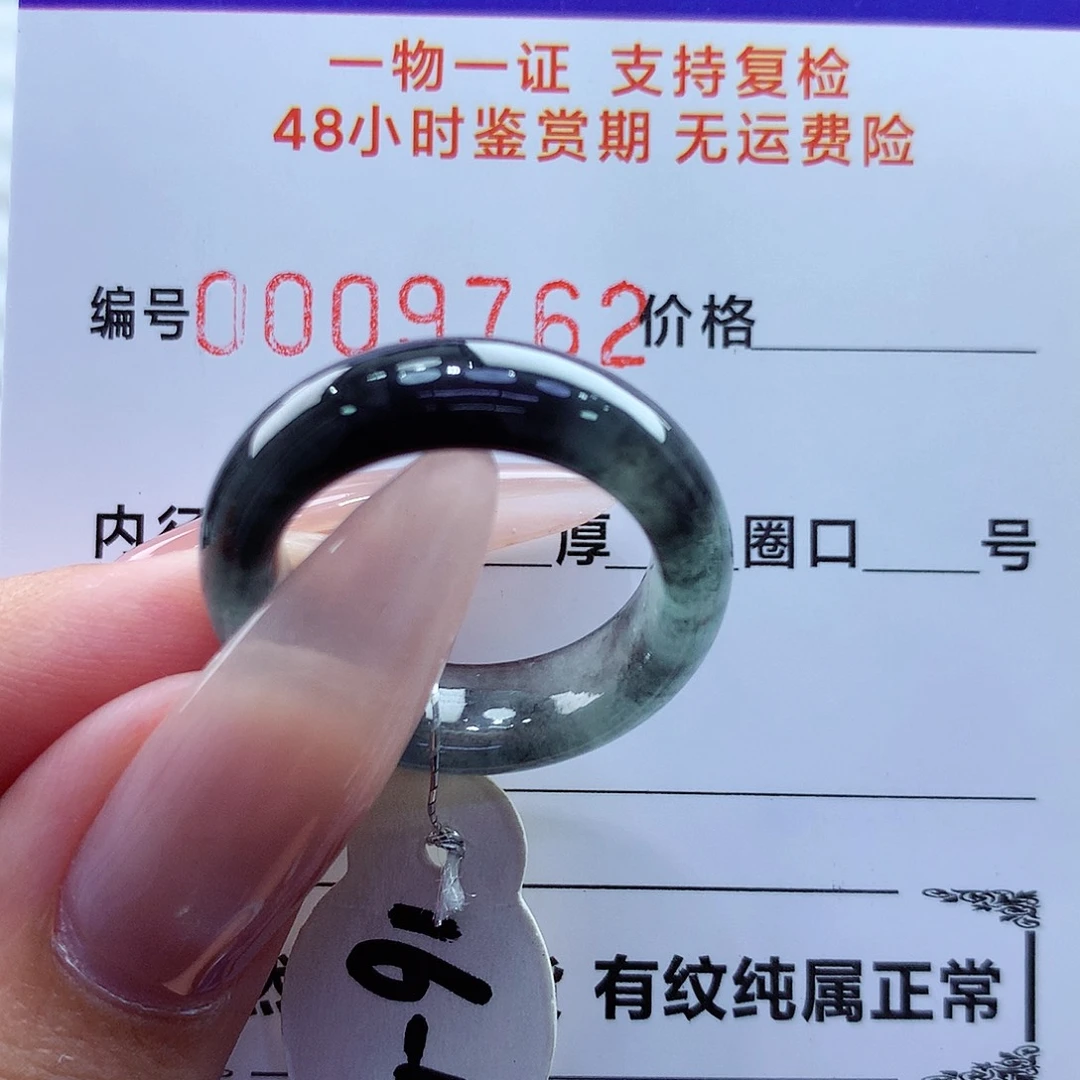 一物一证 支持复检
48小时鉴赏期 无运费险
编号0009762价格
内径 厚 圈口 号
有纹纯属正常